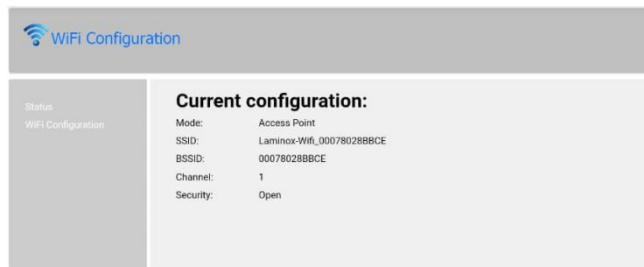 WiFi Configuration
Status
WiFi Configuration
Current configuration:
Mode: Access Point
SSID: Laminox-Wifi_00078028BBCE
BSSID: 00078028BBCE
Channel: 1
Security: Open